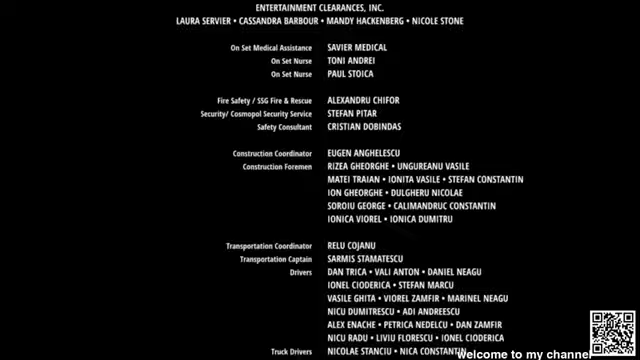 ENTERTAINMENT CLEARANCES, INC.
LAURA SERVIER • CASSANDRA BARBOUR • MANDY HACKENBERG • NICOLE STONE
On Set Medical Assistance SAVIER MEDICAL
On Set Nurse TONI ANDREI
On Set Nurse PAUL STOICA
Fire Safety / SSG Fire & Rescue ALEXANDRU CHIFOR
Security/ Cosmopol Security Service STEFAN PITAR
Safety Consultant CRISTIAN DOBINDAS
Construction Coordinator EUGEN ANGHELESCU
Construction Foremen RIZEA GHEORGHE • UNGUREANU VASILE
MATEI TRAIAN • IONITA VASILE • STEFAN CONSTANTIN
ION GHEORGHE • DULGHERU NICOLAE
SOROIU GEORGE • CALIMANDRUC CONSTANTIN
IONICA VIOREL • IONICA DUMITRU
Transportation Coordinator RELU COJANU
Transportation Captain SARMIS STAMATESCU
Drivers DAN TRICA • VALI ANTON • DANIEL NEAGU
IONEL CIODERICA • STEFAN MARCU
VASILE GHITA • VIOREL ZAMFIR • MARINEL NEAGU
NICU DUMITRESCU • ADI ANDREESCU
ALEX ENACHE • PETRICA NEDELCU • DAN ZAMFIR
NICU RADU • LIVIU FLORESCU • IONEL CIODERICA
Truck Drivers NICOLAE STANCIU • NICA CONSTANTIN
welcome to my channel